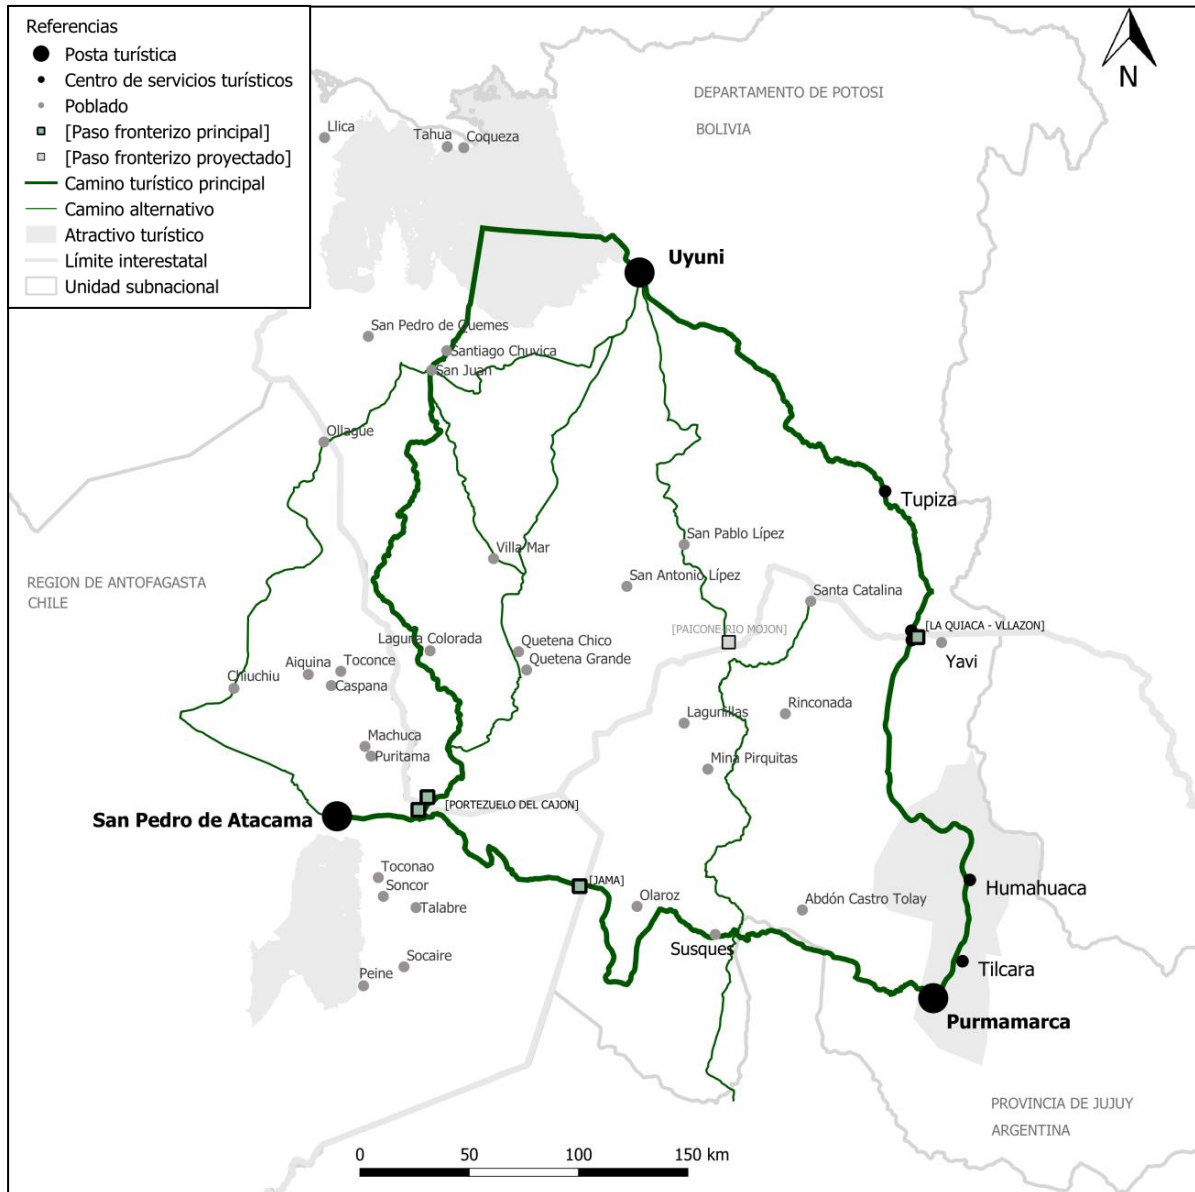 Referencias
Posta turística
Centro de servicios turísticos
Poblado
[Paso fronterizo principal]
[Paso fronterizo proyectado]
Camino turístico principal
Camino alternativo
Atractivo turístico
Límite interestatal
Unidad subnacional
N
DEPARTAMENTO DE POTOSI
BOLIVIA
Llica
Tahua
Coqueza
Uyuni
San Pedro de Quemes
Santiago Chuvica
San Juan
Ollague
Tupiza
San Pablo Lípez
Villa Mar
San Antonio Lípez
REGION DE ANTOFAGASTA
CHILE
Santa Catalina
[PAICONE-RIO MOJON]
[LA QUIACA - VLLAZON]
Yavi
Laguna Colorada
Quetena Chico
Quetena Grande
Aiquina
Toconce
Caspana
Chiuchiu
Lagunillas
Rinconada
Machuca
Puritama
Mina Pirquitas
[PORTEZUELO DEL CAJON]
San Pedro de Atacama
Toconao
Soncor
Talabre
[JAMA]
Olaroz
Abdón Castro Tolay
Humahuaca
Susques
Socaire
Peine
Tilcara
Purmamarca
PROVINCIA DE JUJUY
ARGENTINA
0 50 100 150 km